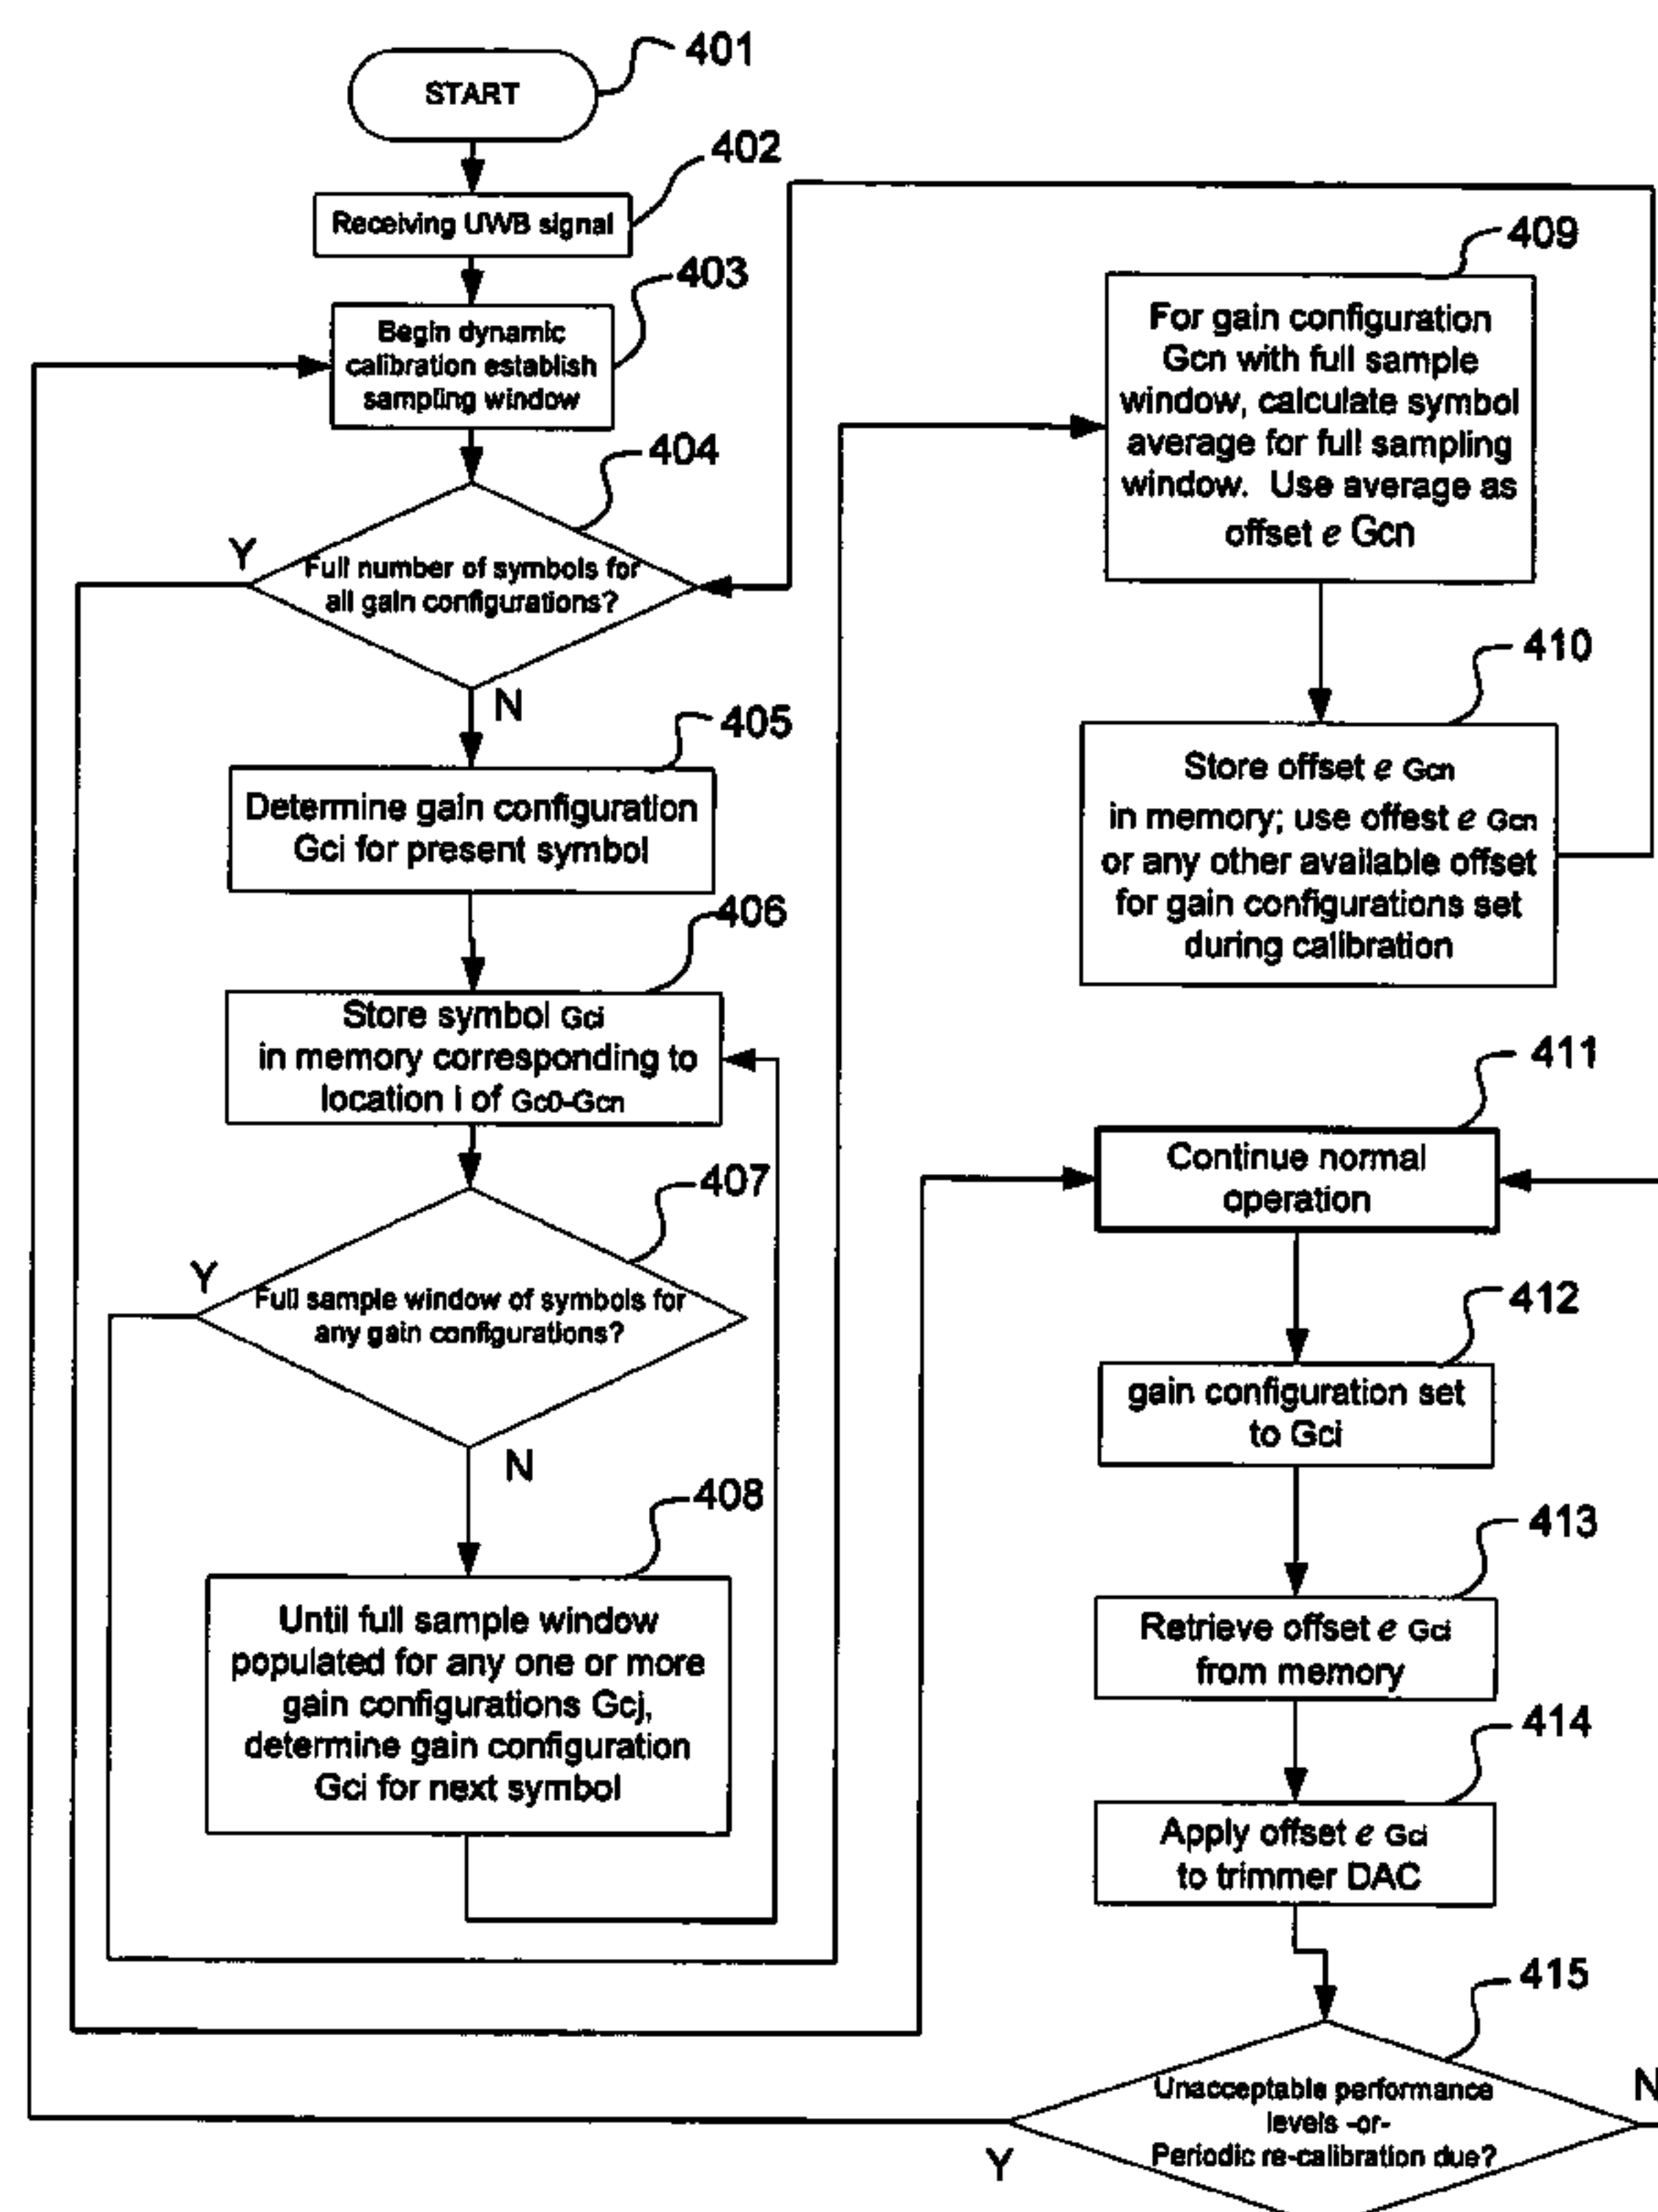 401
START
402
Receiving UWB signal
403
Begin dynamic
calibration establish
sampling window
404
Y
Full number of symbols for
all gain configurations?
N
405
Determine gain configuration
Gci for present symbol
406
Store symbol Gci
in memory corresponding to
location i of Gc0-Gcn
407
Y
Full sample window of symbols for
any gain configurations?
N
408
Until full sample window
populated for any one or more
gain configurations Gcj,
determine gain configuration
Gci for next symbol
409
For gain configuration
Gcn with full sample
window, calculate symbol
average for full sampling
window. Use average as
offset e Gcn
410
Store offset e Gcn
in memory; use offest e Gcn
or any other available offset
for gain configurations set
during calibration
411
Continue normal
operation
412
gain configuration set
to Gci
413
Retrieve offset e Gci
from memory
414
Apply offset e Gci
to trimmer DAC
415
Unacceptable performance
levels -or-
Periodic re-calibration due?
N
Y